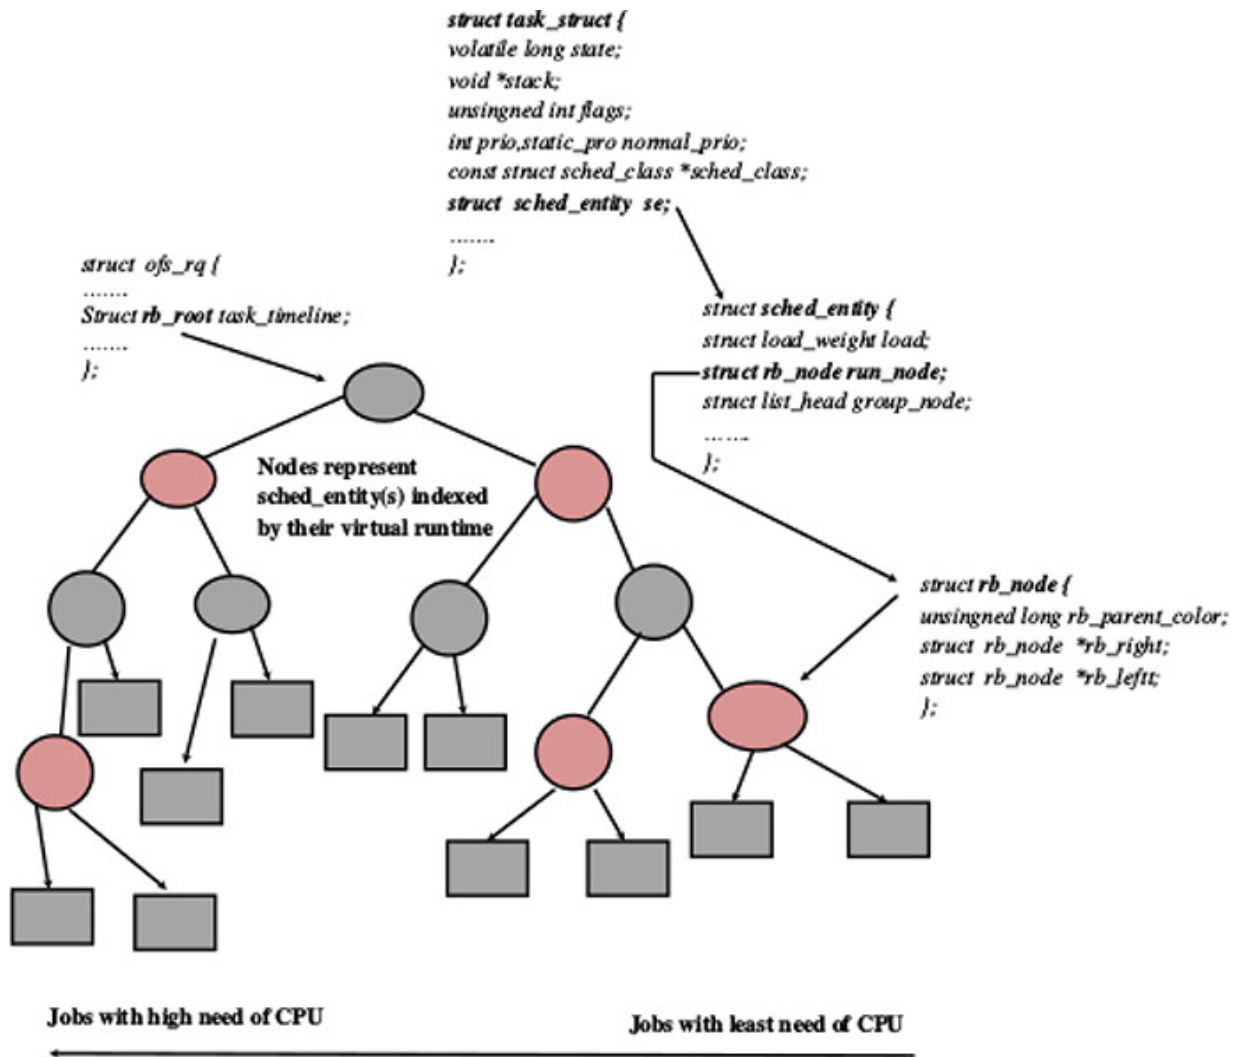 struct task_struct {
volatile long state;
void *stack;
unsingned int flags;
int prio,static_pro normal_prio;
const struct sched_class *sched_class;
struct sched_entity se;
.......
};
struct ofs_rq {
.......
Struct rb_root task_timeline;
.......
};
struct sched_entity {
struct load_weight load;
struct rb_node run_node;
struct list_head group_node;
.......
};
Nodes represent
sched_entity(s) indexed
by their virtual runtime
struct rb_node {
unsingned long rb_parent_color;
struct rb_node *rb_right;
struct rb_node *rb_leftt;
};
Jobs with high need of CPU
Jobs with least need of CPU